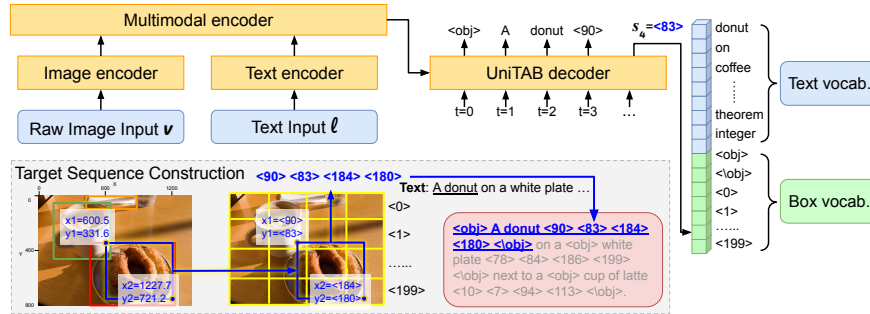 Multimodal encoder
Image encoder
Text encoder
Raw Image Input v
Text Input ℓ
<obj> A donut <90> s₄=<83>
UniTAB decoder
t=0 t=1 t=2 t=3 ...
donut
on
coffee
......
theorem
integer
<obj>
<\obj>
<0>
<1>
......
<199>
Text vocab.
Box vocab.
Target Sequence Construction <90> <83> <184> <180>
X
0 600 1200
Y
400
800
x1=600.5
y1=331.6
x2=1227.7
y2=721.2
x1=<90>
y1=<83>
x2=<184>
y2=<180>
<0>
<1>
......
<199>
Text: A donut on a white plate ...
<obj> A donut <90> <83> <184>
<180> <\obj> on a <obj> white
plate <78> <84> <186> <199>
<\obj> next to a <obj> cup of latte
<10> <7> <94> <113> <\obj>.